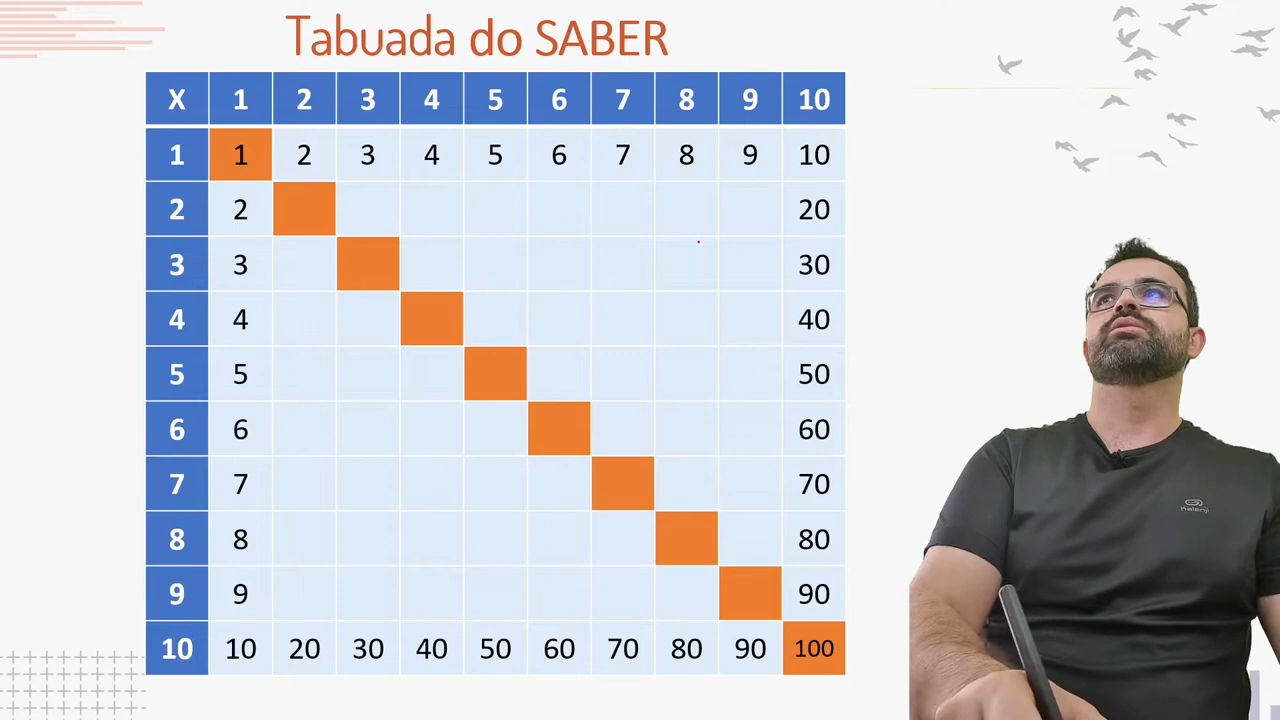 Tabuada do SABER
X 1 2 3 4 5 6 7 8 9 10
1 1 2 3 4 5 6 7 8 9 10
2 2 20
3 3 30
4 4 40
5 5 50
6 6 60
7 7 70
8 8 80
9 9 90
10 10 20 30 40 50 60 70 80 90 100
Kalenji